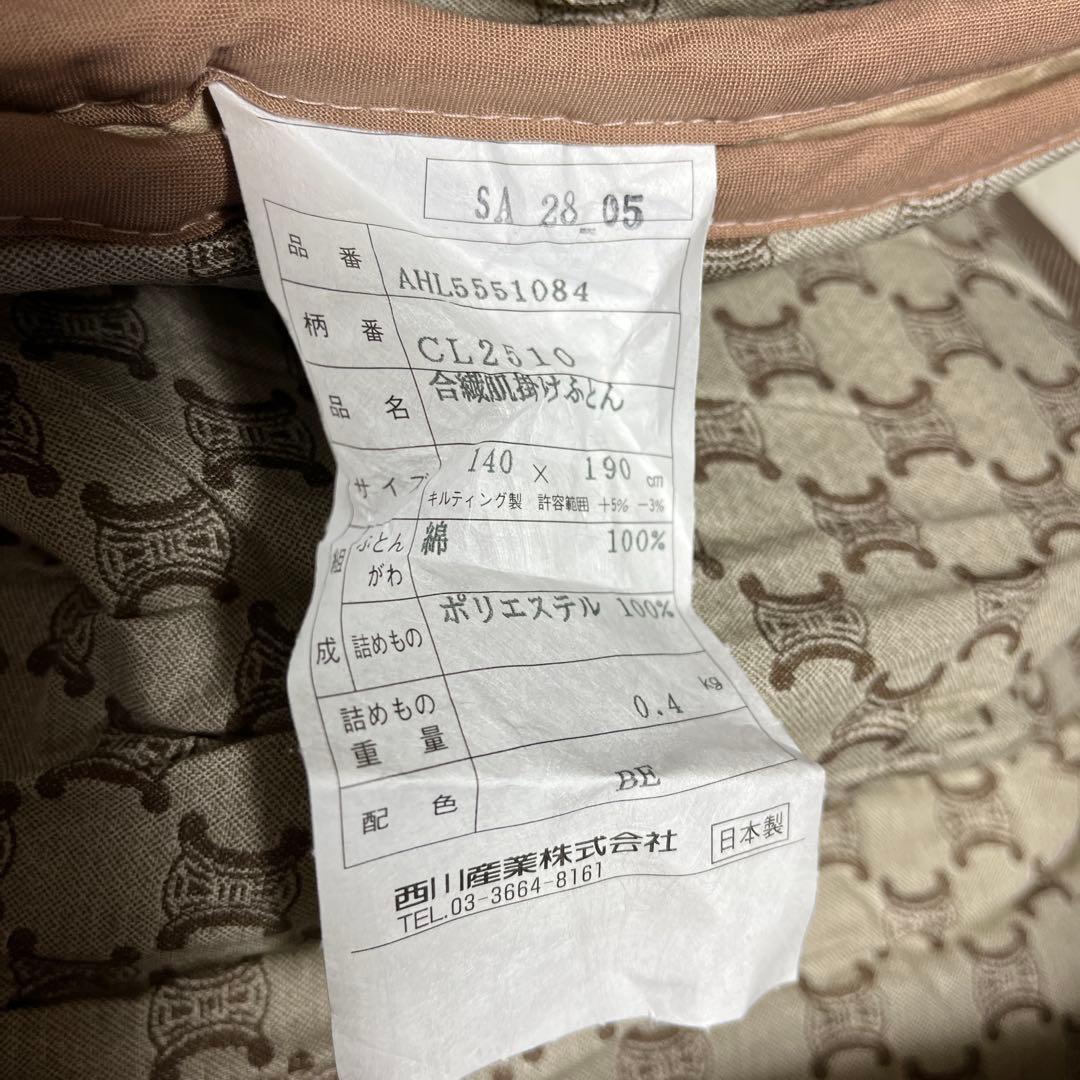 SA 28 05
品番 AHL5551084
柄番 CL2510
品名 合繊肌掛けふとん
サイズ 140 × 190 cm
キルティング製 許容範囲 +5% -3%
組成 ふとんがわ 綿 100%
詰めもの ポリエステル 100%
詰めもの重量 0.4 kg
配色 BE
西川産業株式会社 日本製
TEL.03-3664-8161